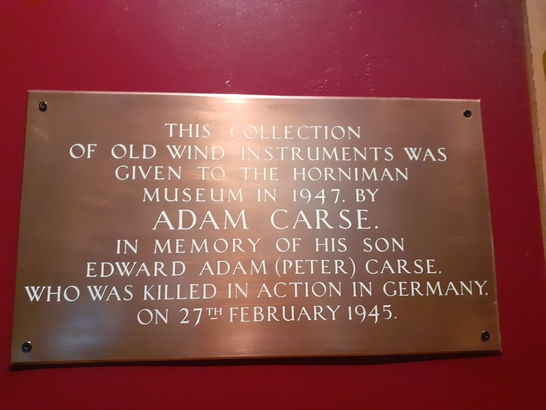 THIS COLLECTION
OF OLD WIND INSTRUMENTS WAS
GIVEN TO THE HORNIMAN
MUSEUM IN 1947. BY
ADAM CARSE.
IN MEMORY OF HIS SON
EDWARD ADAM (PETER) CARSE.
WHO WAS KILLED IN ACTION IN GERMANY.
ON 27TH FEBRUARY 1945.